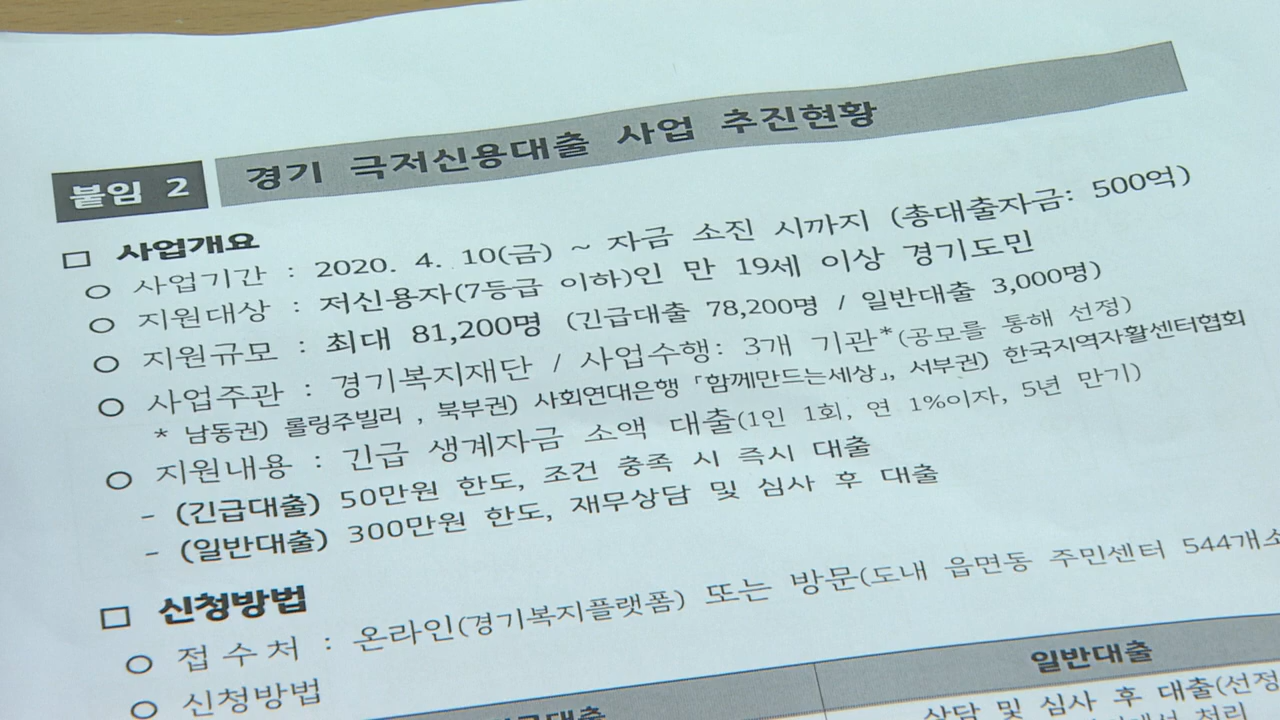 붙임 2
경기 극저신용대출 사업 추진현황
□ 사업개요
○ 사업기간 : 2020. 4. 10(금) ~ 자금 소진 시까지 (총대출자금: 500억)
○ 지원대상 : 저신용자(7등급 이하)인 만 19세 이상 경기도민
○ 지원규모 : 최대 81,200명 (긴급대출 78,200명 / 일반대출 3,000명)
○ 사업주관 : 경기복지재단 / 사업수행: 3개 기관*(공모를 통해 선정)
* 남동권) 롤링주빌리 , 북부권) 사회연대은행 「함께만드는세상」, 서부권) 한국지역자활센터협회
○ 지원내용 : 긴급 생계자금 소액 대출(1인 1회, 연 1%이자, 5년 만기)
- (긴급대출) 50만원 한도, 조건 충족 시 즉시 대출
- (일반대출) 300만원 한도, 재무상담 및 심사 후 대출
□ 신청방법
○ 접 수 처 : 온라인(경기복지플랫폼) 또는 방문(도내 읍면동 주민센터 544개소
○ 신청방법
일반대출
상담 및 심사 후 대출(선정
처리